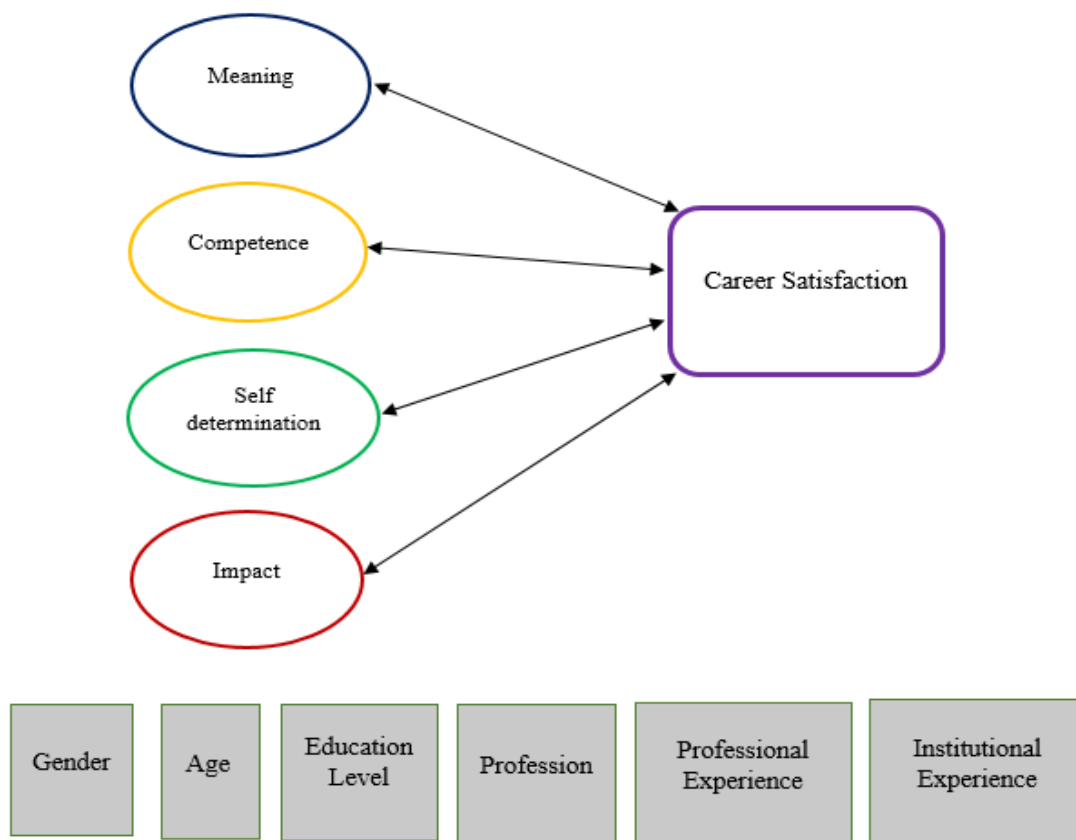 Meaning
Competence
Career Satisfaction
Self
determination
Impact
Gender
Age
Education
Level
Profession
Professional
Experience
Institutional
Experience